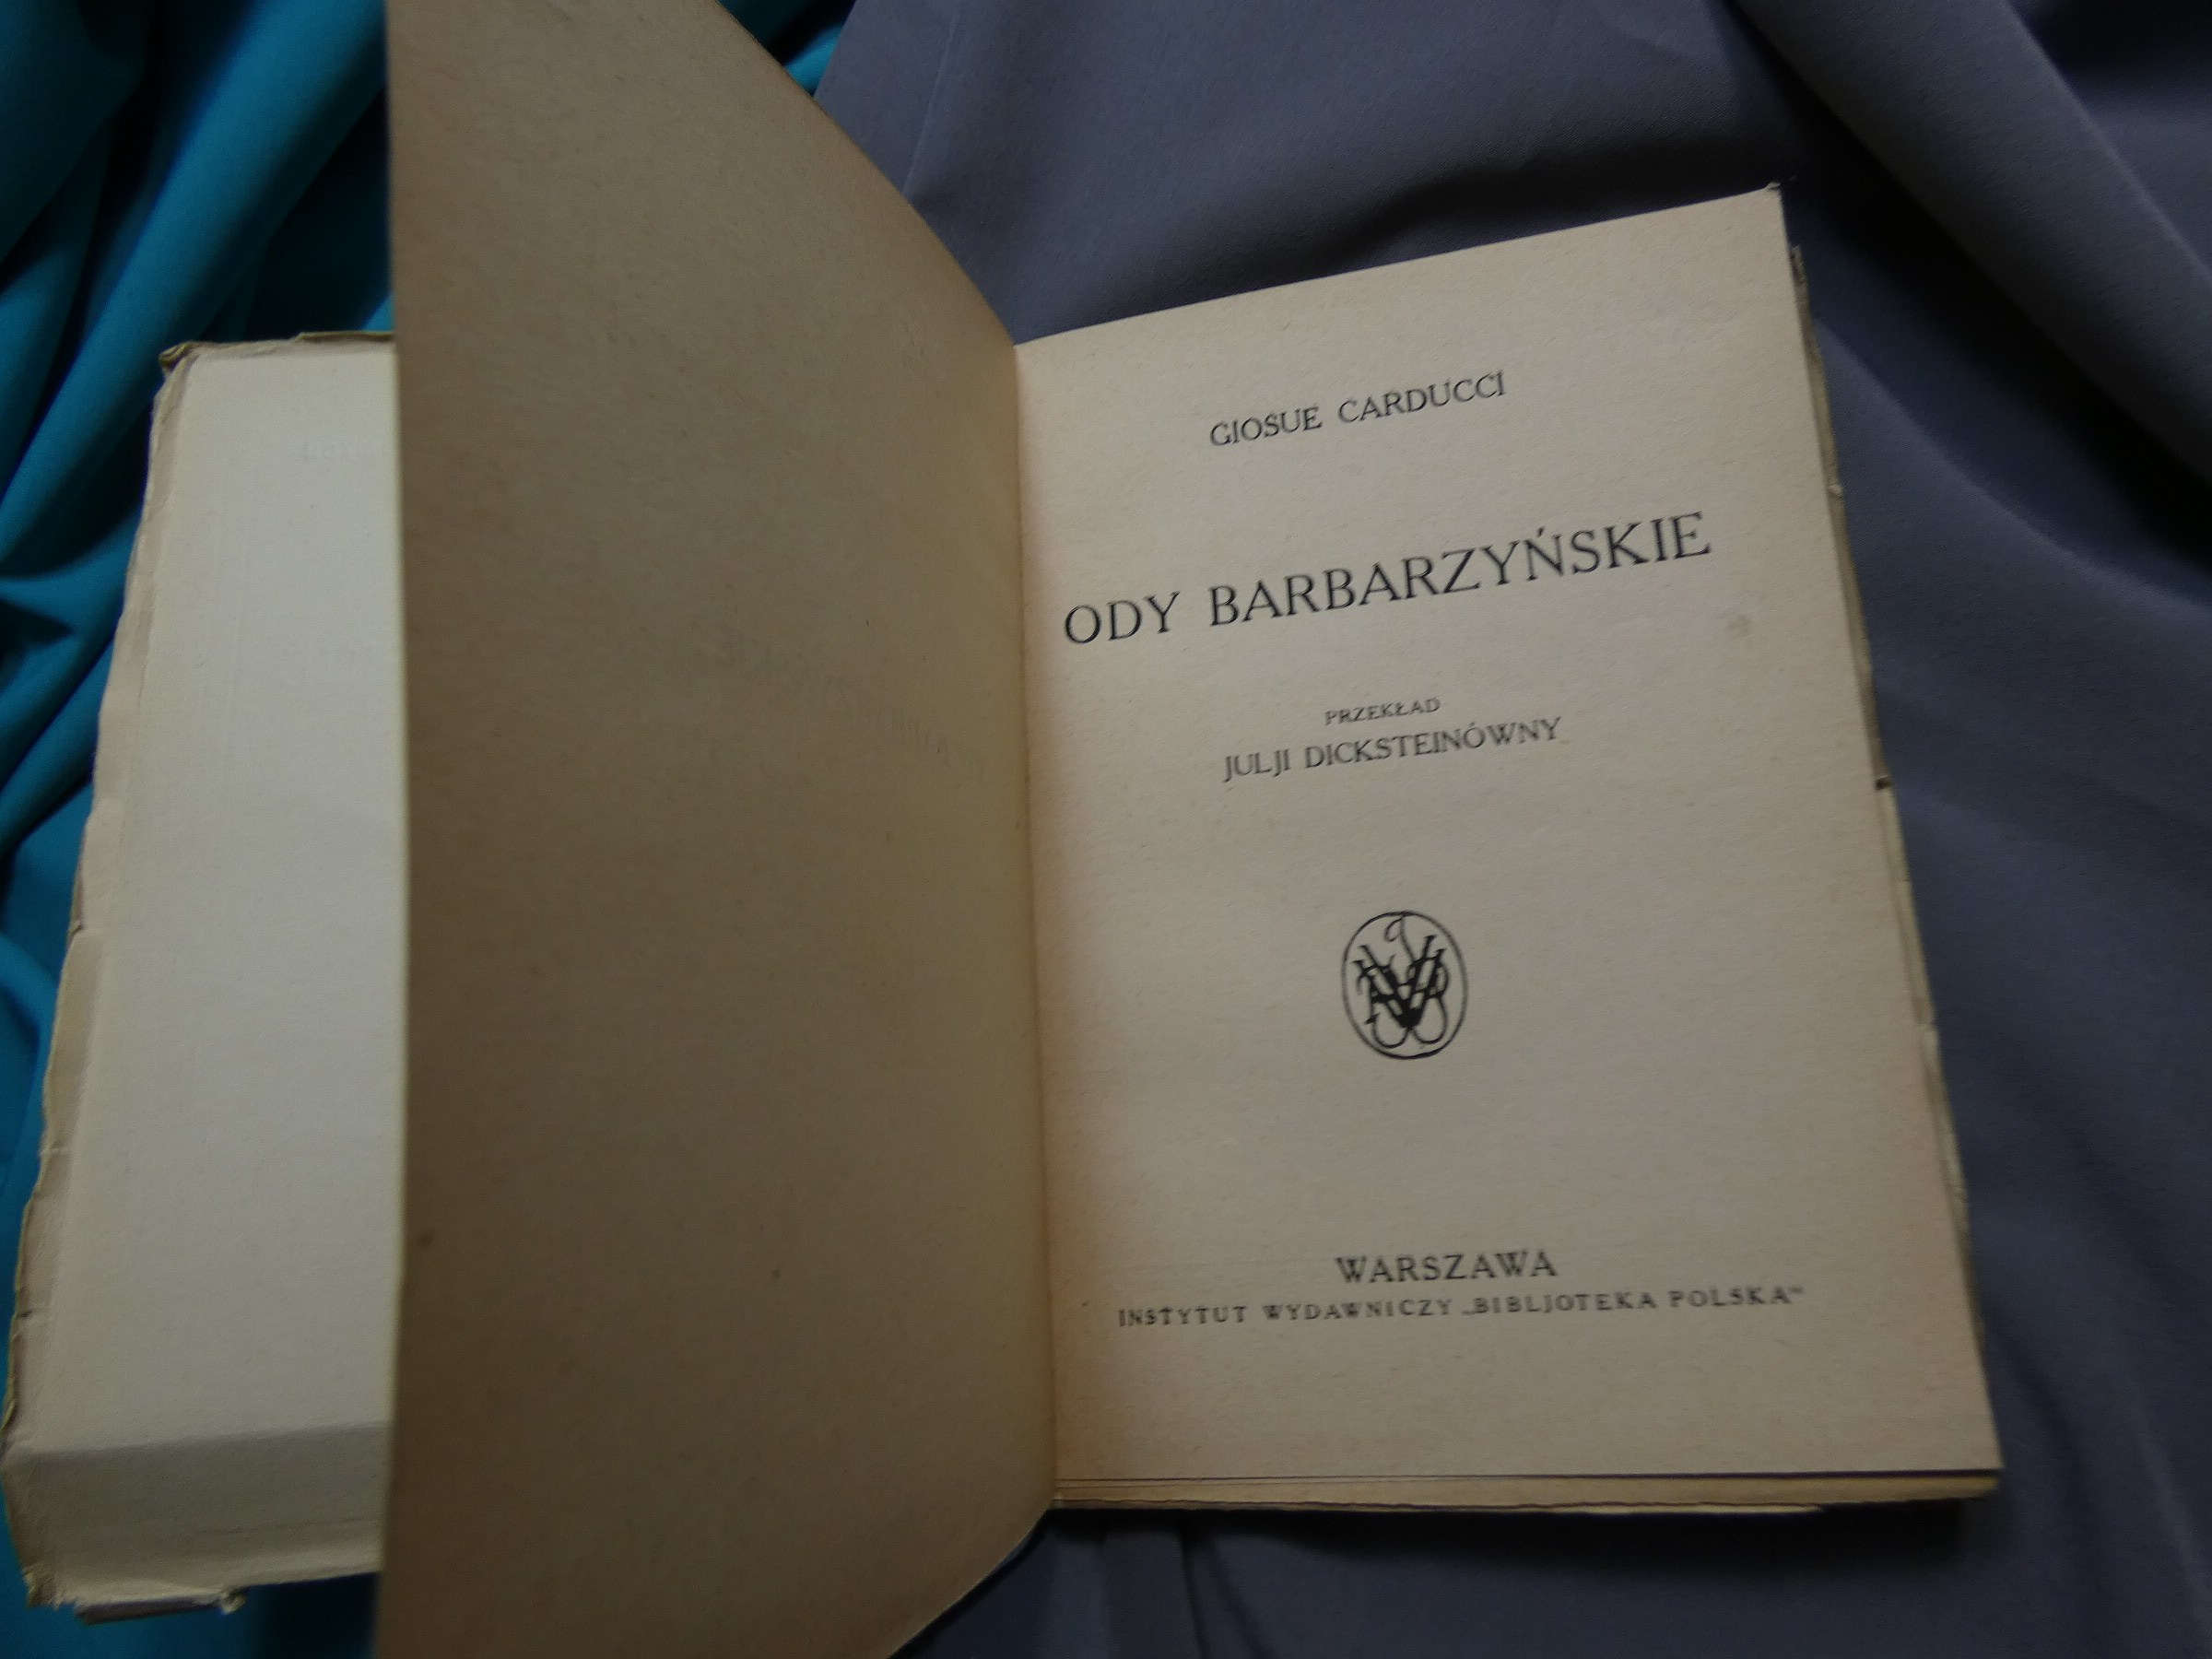 GIOSUE CARDUCCI
ODY BARBARZYŃSKIE
PRZEKŁAD
JULJI DICKSTEINÓWNY
WARSZAWA
INSTYTUT WYDAWNICZY „BIBLJOTEKA POLSKA”